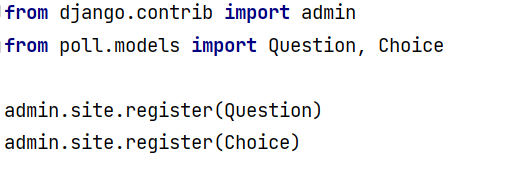 from django.contrib import admin
from poll.models import Question, Choice
admin.site.register(Question)
admin.site.register(Choice)